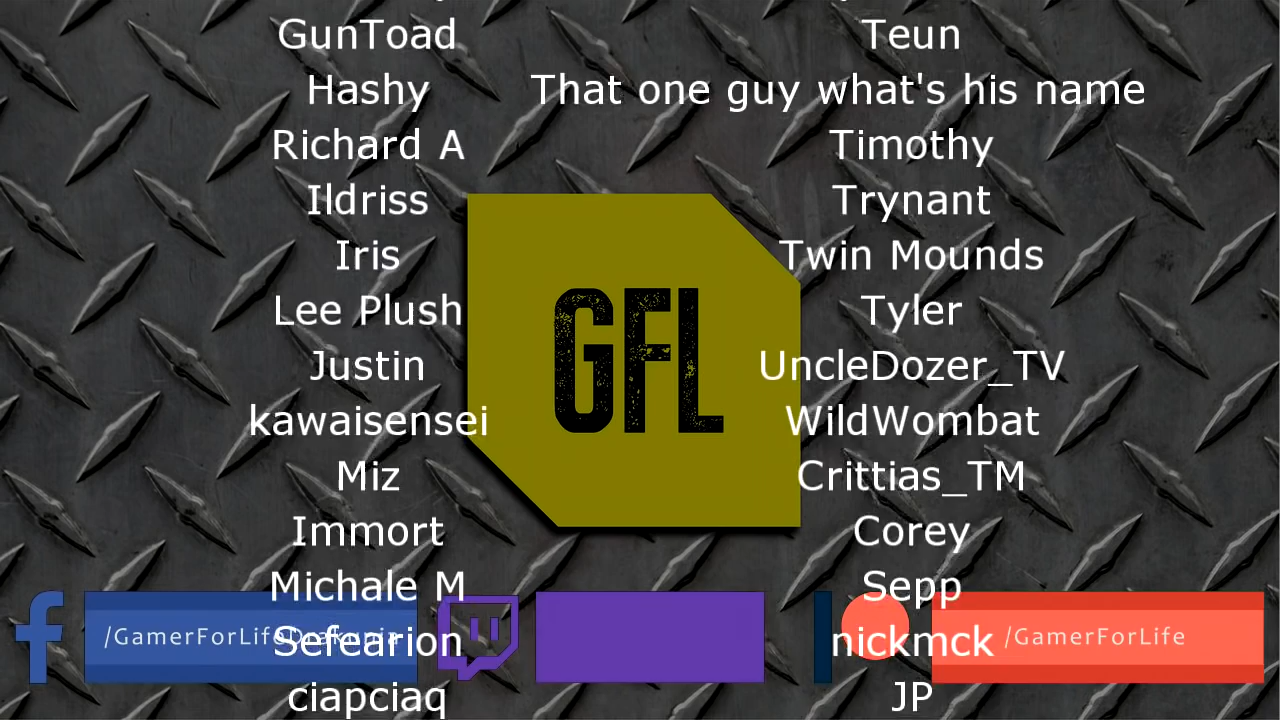 GunToad
Hashy
Richard A
Ildriss
Iris
Lee Plush
Justin
kawaisensei
Miz
Immort
Michale M
Sefearion
ciapciaq
Teun
That one guy what's his name
Timothy
Trynant
Twin Mounds
Tyler
UncleDozer_TV
WildWombat
Crittias_TM
Corey
Sepp
nickmck
JP
GFL
/GamerForLifeDrakunia
/GamerForLife